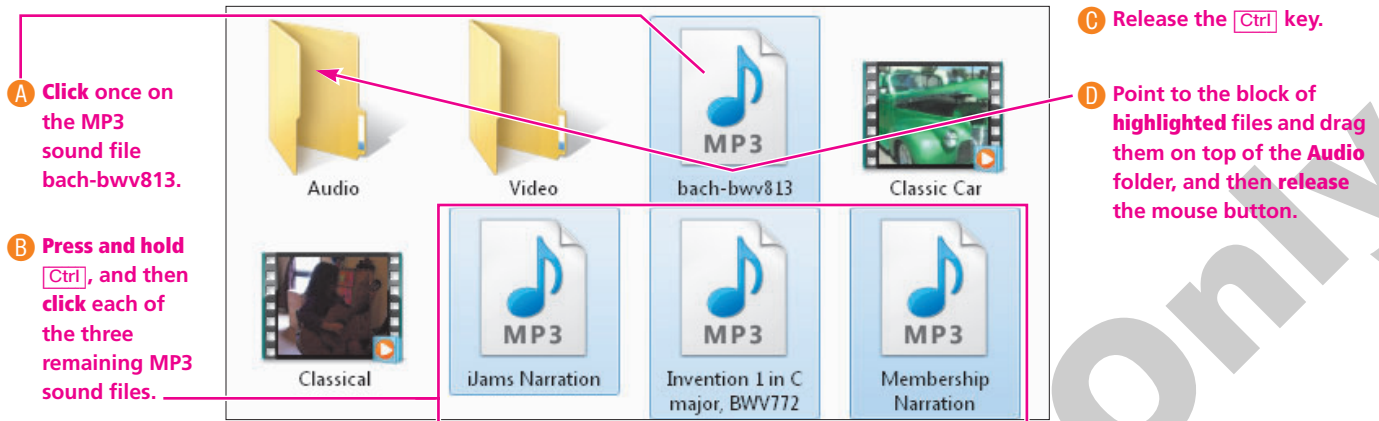 A Click once on
the MP3
sound file
bach-bwv813.
B Press and hold
Ctrl, and then
click each of
the three
remaining MP3
sound files.
MP3
Audio
Video
bach-bwv813
Classic Car
MP3
MP3
MP3
Classical
iJams Narration
Invention 1 in C
major, BWV772
Membership
Narration
C Release the Ctrl key.
D Point to the block of
highlighted files and drag
them on top of the Audio
folder, and then release
the mouse button.
only